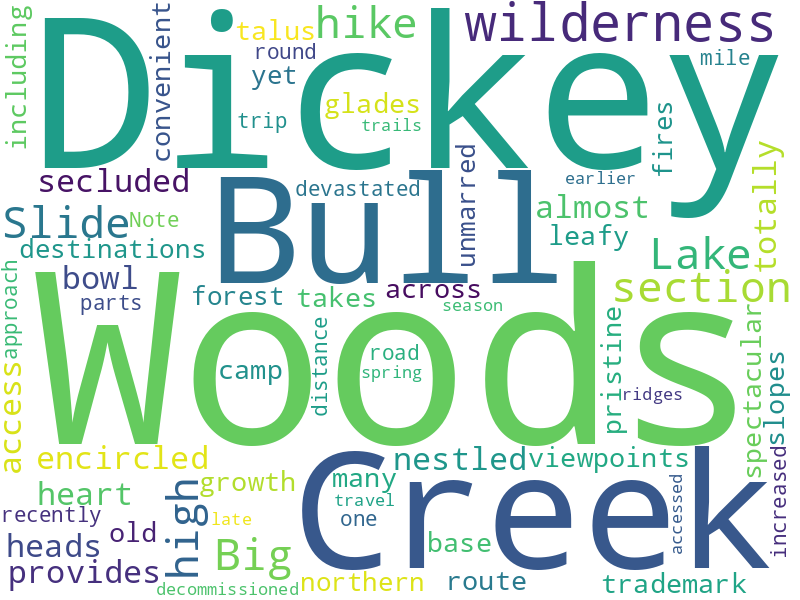 Dickey
Woods
Bull
Creek
wilderness
hike
including
convenient
talus
round
yet
trip
glades
trails
mile
fires
secluded
devastated
earlier
unmarred
almost
leafy
totally
Slide
Note
destinations
Lake
section
bowl
parts
forest
takes
across
season
approach
access
camp
distance
road
spring
pristine
ridges
spectacular
slopes
encircled
heart
nestled
viewpoints
growth
many
travel
one
high
late
recently
old
heads
provides
Big
base
accessed
increased
decommissioned
northern
route
trademark